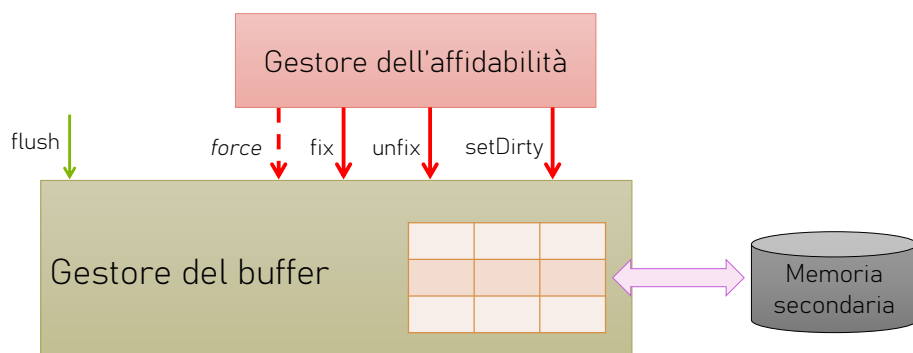 Gestore dell'affidabilità
flush
force
fix
unfix
setDirty
Gestore del buffer
Memoria
secondaria